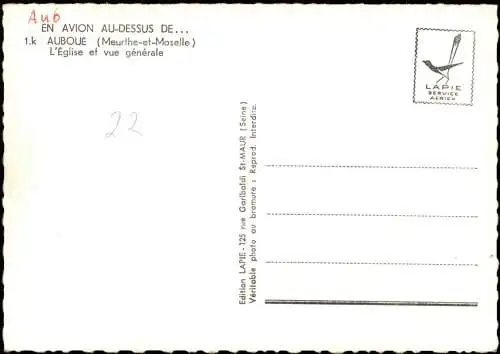 Aub
EN AVION AU-DESSUS DE...
1.k AUBOUE (Meurthe-et-Moselle)
L'Église et vue générale
22
LAPIE
SERVICE
AERIEN
Edition LAPIE - 125 rue Garibaldi St-MAUR (Seine)
Véritable photo au bromure : Reprod. Interdite.